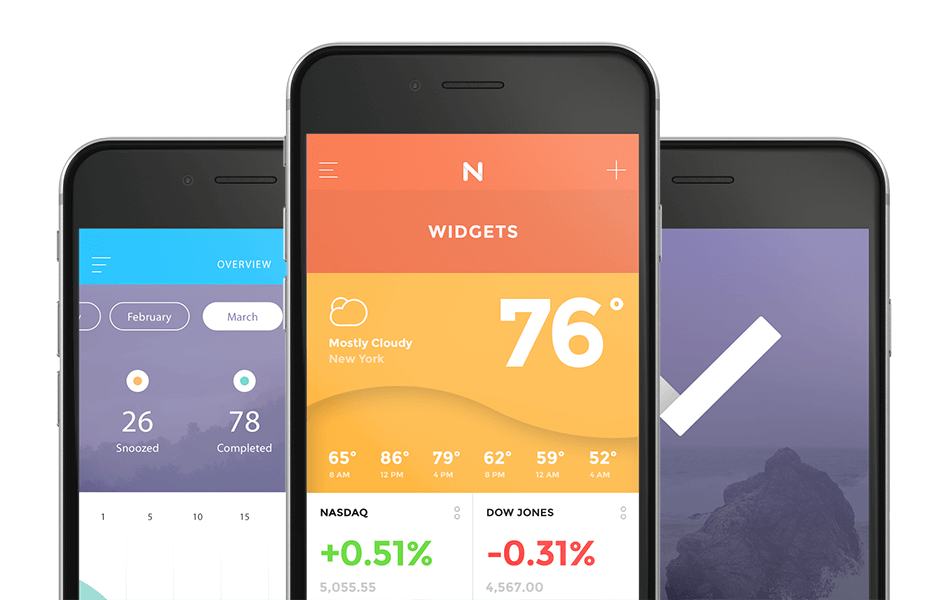 OVERVIEW
February
March
26
78
Snoozed
Completed
1 5 10 15
N
WIDGETS
76°
Mostly Cloudy
New York
65° 86° 79° 62° 59° 52°
8 AM 12 PM 4 PM 8 PM 12 AM 4 AM
NASDAQ
DOW JONES
+0.51%
-0.31%
5,055.55
4,567.00